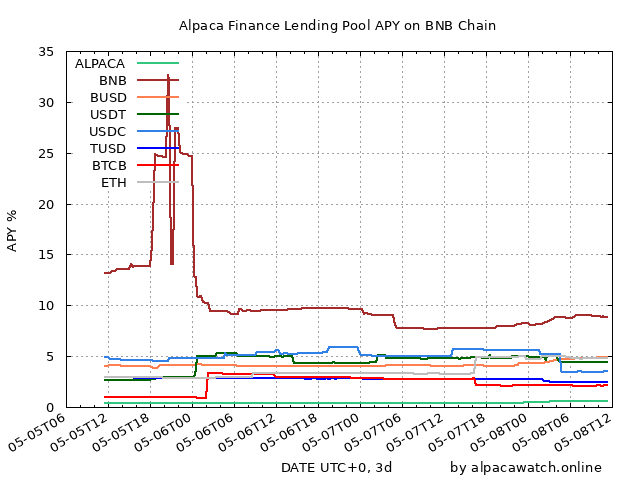 Alpaca Finance Lending Pool APY on BNB Chain
35
30
25
20
15
10
5
0
APY %
ALPACA
BNB
BUSD
USDT
USDC
TUSD
BTCB
ETH
05-05T06
05-05T12
05-05T18
05-06T00
05-06T06
05-06T12
05-06T18
05-07T00
05-07T06
05-07T12
05-07T18
05-08T00
05-08T06
05-08T12
DATE UTC+0, 3d
by alpacawatch.online